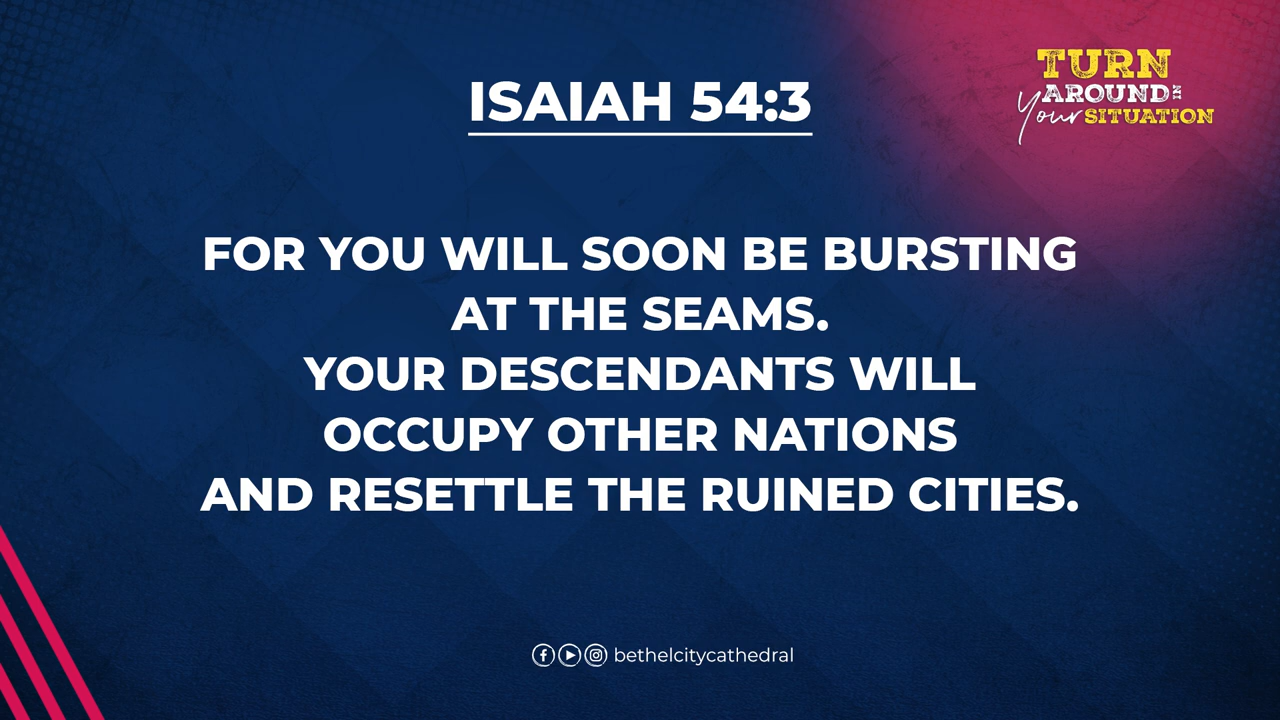 ISAIAH 54:3
TURN
AROUND IN
Your SITUATION
FOR YOU WILL SOON BE BURSTING
AT THE SEAMS.
YOUR DESCENDANTS WILL
OCCUPY OTHER NATIONS
AND RESETTLE THE RUINED CITIES.
bethelcitycathedral